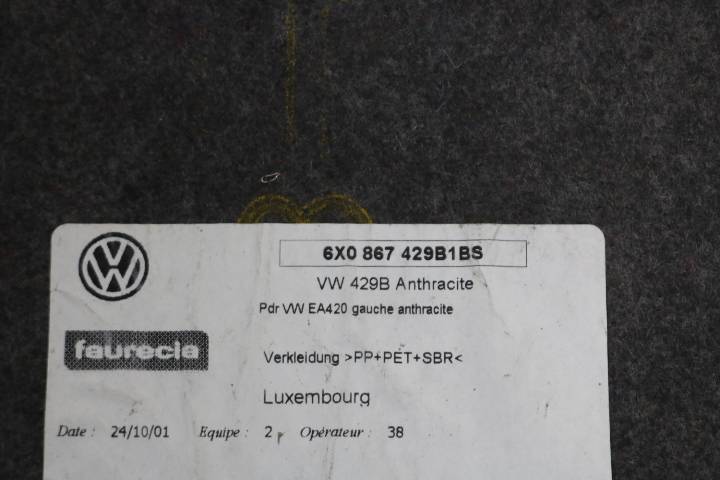 6X0 867 429B1BS
VW 429B Anthracite
Pdr VW EA420 gauche anthracite
faurecia
Verkleidung >PP+PET+SBR<
Luxembourg
Date : 24/10/01 Equipe : 2 Opérateur : 38